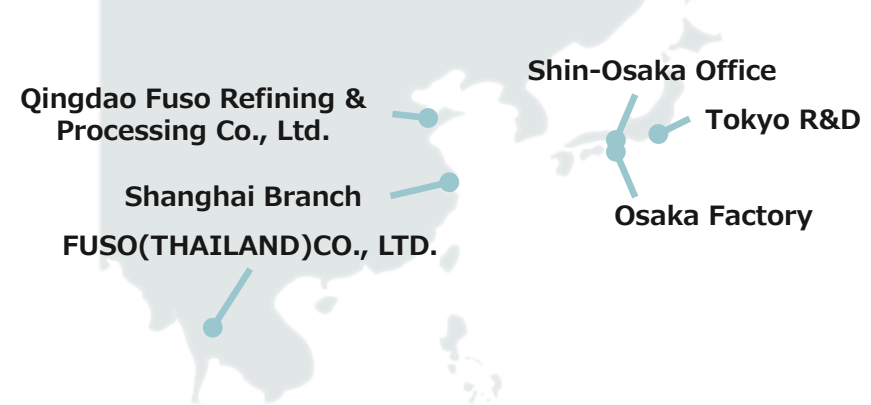 Shin-Osaka Office
Qingdao Fuso Refining &
Processing Co., Ltd.
Tokyo R&D
Shanghai Branch
Osaka Factory
FUSO(THAILAND)CO., LTD.